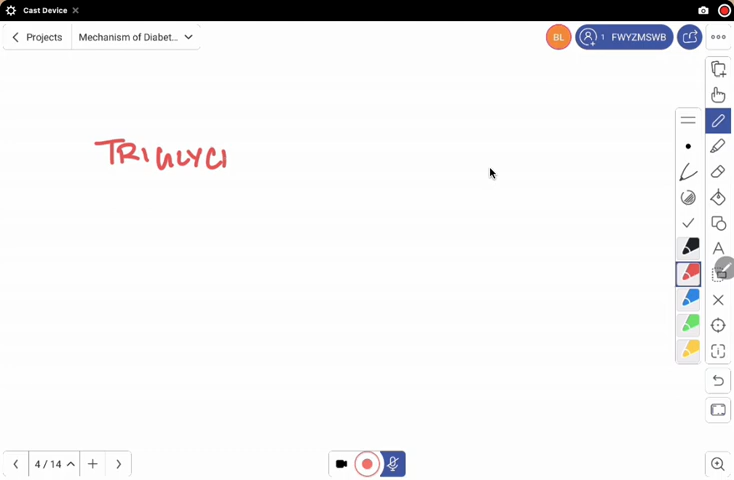 Cast Device
Projects
Mechanism of Diabet...
BL
1 FWYZMSWB
TRIGLYCI
A
4 / 14